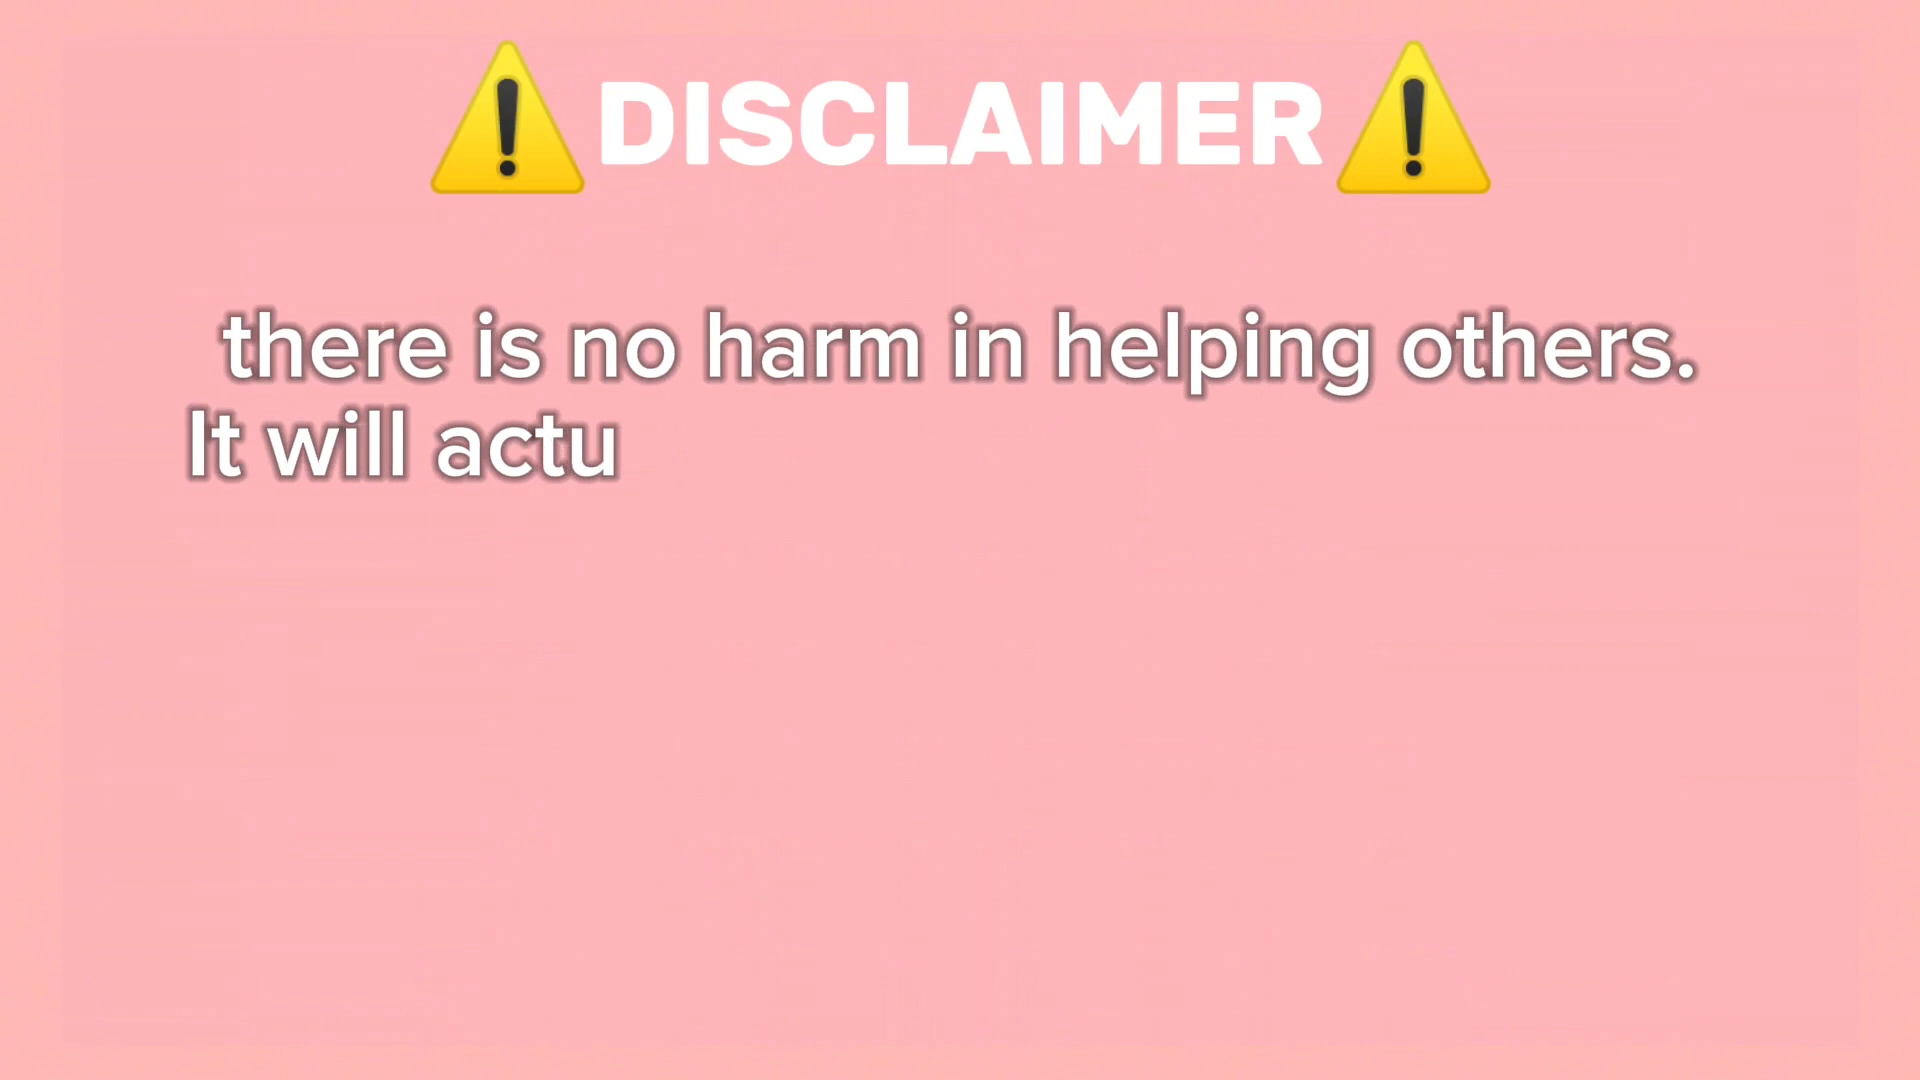 ⚠️DISCLAIMER⚠️
there is no harm in helping others.
It will actu